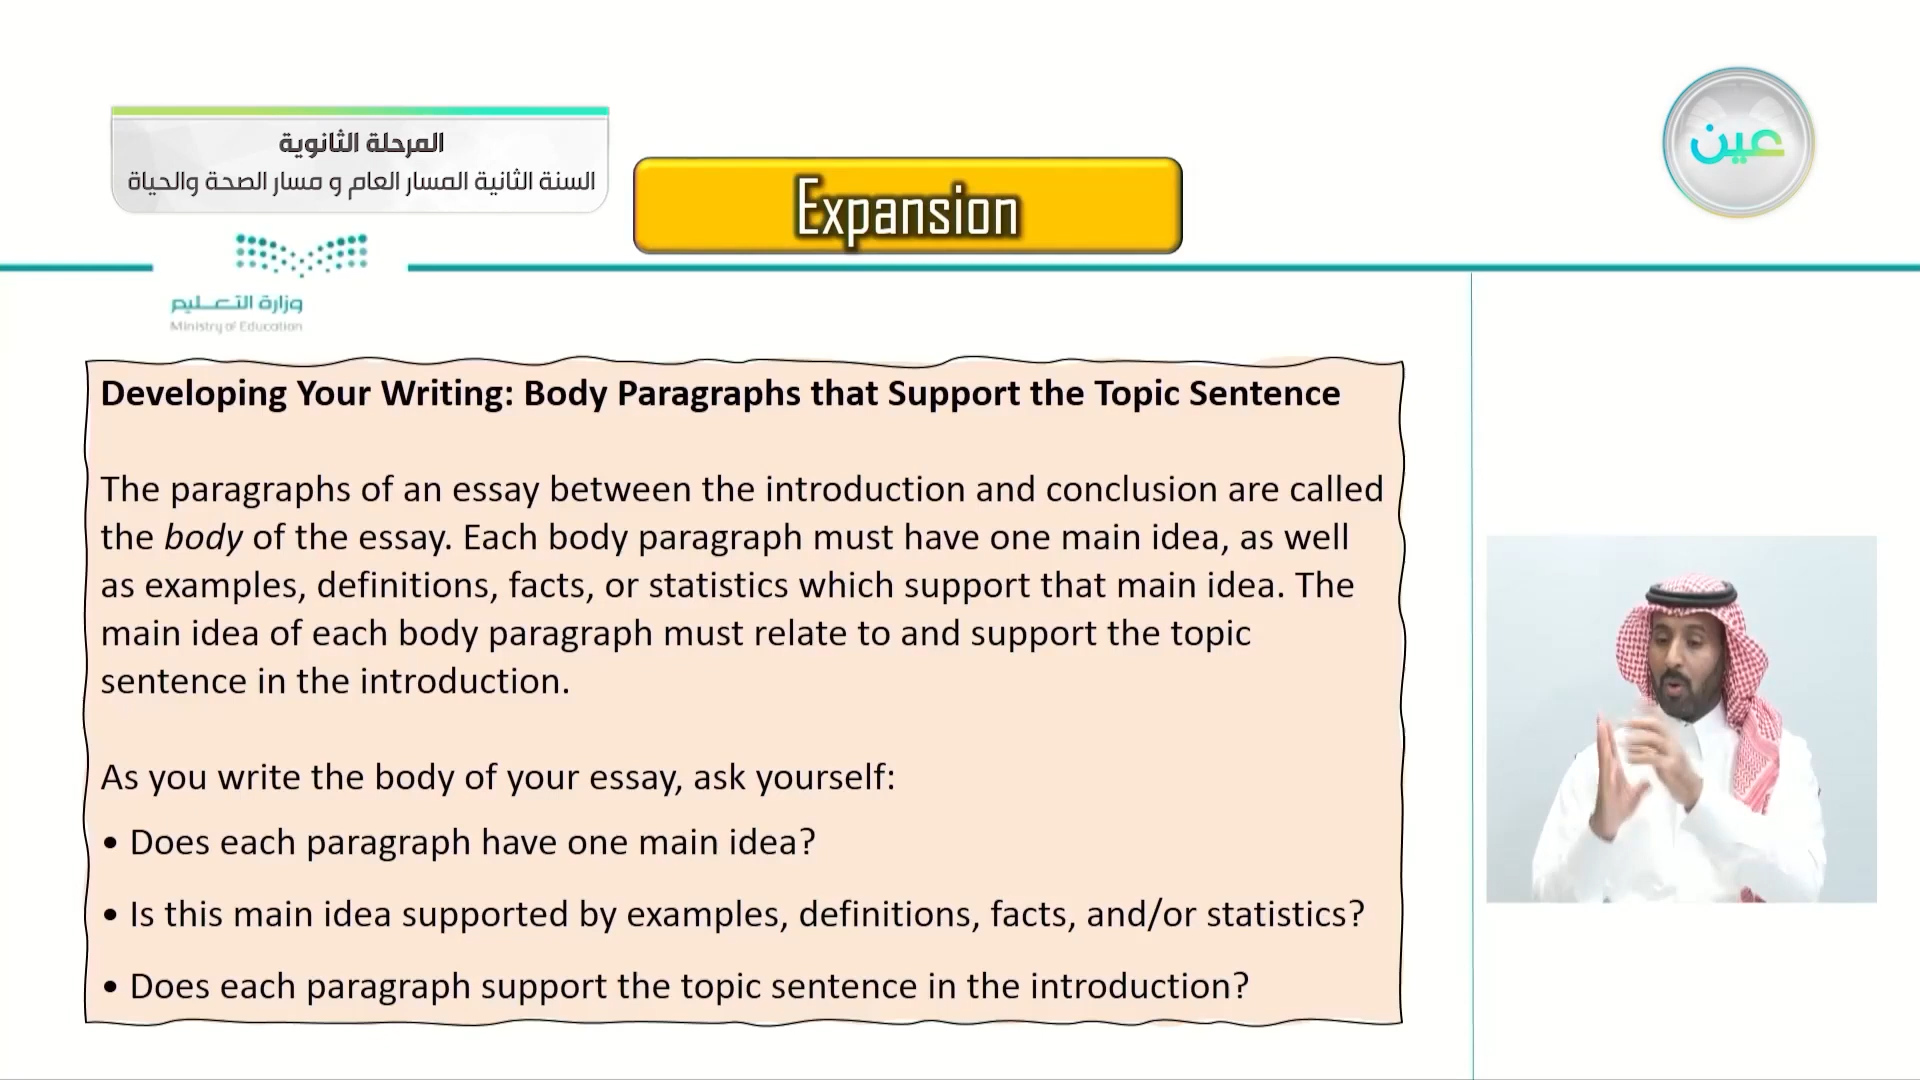 المرحلة الثانوية
السنة الثانية المسار العام و مسار الصحة والحياة
عين
Expansion
وزارة التعليم
Ministry of Education
Developing Your Writing: Body Paragraphs that Support the Topic Sentence
The paragraphs of an essay between the introduction and conclusion are called
the body of the essay. Each body paragraph must have one main idea, as well
as examples, definitions, facts, or statistics which support that main idea. The
main idea of each body paragraph must relate to and support the topic
sentence in the introduction.
As you write the body of your essay, ask yourself:
• Does each paragraph have one main idea?
• Is this main idea supported by examples, definitions, facts, and/or statistics?
• Does each paragraph support the topic sentence in the introduction?